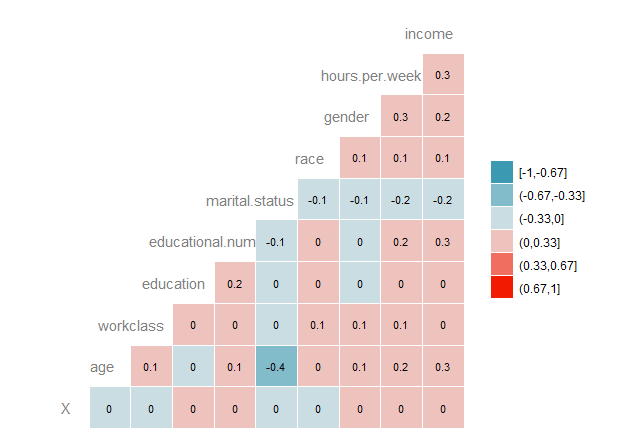 income
hours.per.week 0.3
gender 0.3 0.2
race 0.1 0.1 0.1
marital.status -0.1 -0.1 -0.2 -0.2
educational.num -0.1 0 0 0.2 0.3
education 0.2 0 0 0 0 0
workclass 0 0 0 0.1 0.1 0.1 0
age 0.1 0 0.1 -0.4 0 0.1 0.2 0.3
X 0 0 0 0 0 0 0 0 0
[-1,-0.67]
(-0.67,-0.33)
(-0.33,0]
(0,0.33]
(0.33,0.67]
(0.67,1]